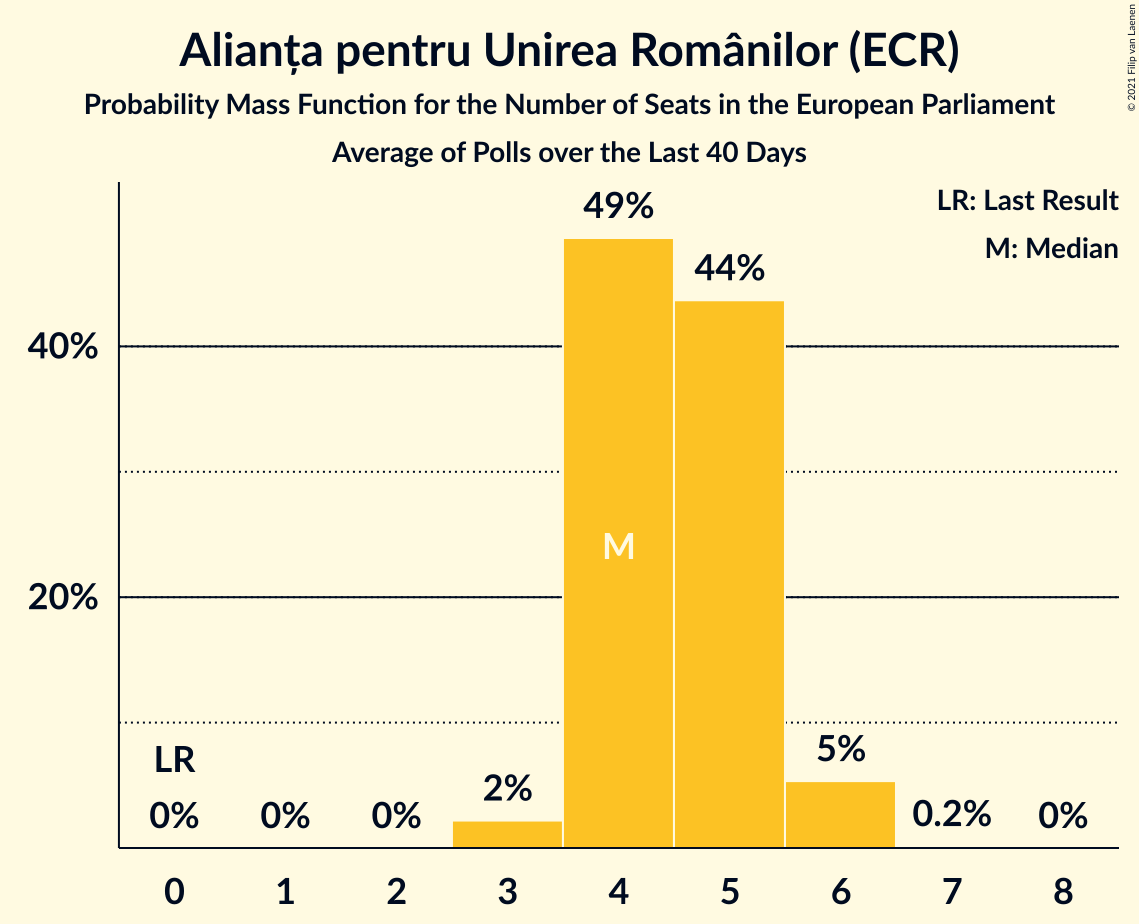 Alianța pentru Unirea Românilor (ECR)
Probability Mass Function for the Number of Seats in the European Parliament
Average of Polls over the Last 40 Days
© 2021 Filip van Laenen
LR: Last Result
M: Median
49%
44%
40%
M
20%
LR
5%
2%
0% 0% 0% 0.2% 0%
0 1 2 3 4 5 6 7 8